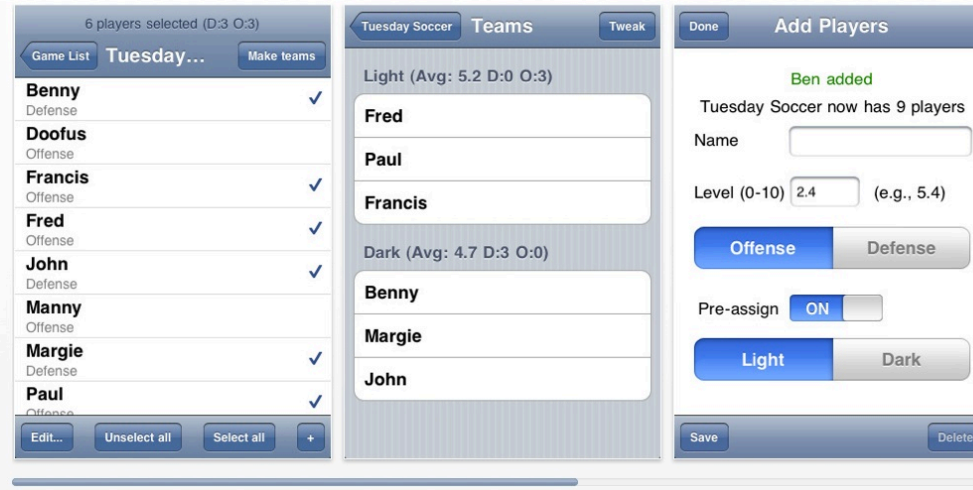 6 players selected (D:3 O:3)
Game List Tuesday... Make teams
Benny
Defense
Doofus
Offense
Francis
Offense
Fred
Offense
John
Defense
Manny
Offense
Margie
Defense
Paul
Offense
Edit... Unselect all Select all +
Tuesday Soccer Teams Tweak
Light (Avg: 5.2 D:0 O:3)
Fred
Paul
Francis
Dark (Avg: 4.7 D:3 O:0)
Benny
Margie
John
Done Add Players
Ben added
Tuesday Soccer now has 9 players
Name
Level (0-10) 2.4 (e.g., 5.4)
Offense Defense
Pre-assign ON
Light Dark
Save Delete